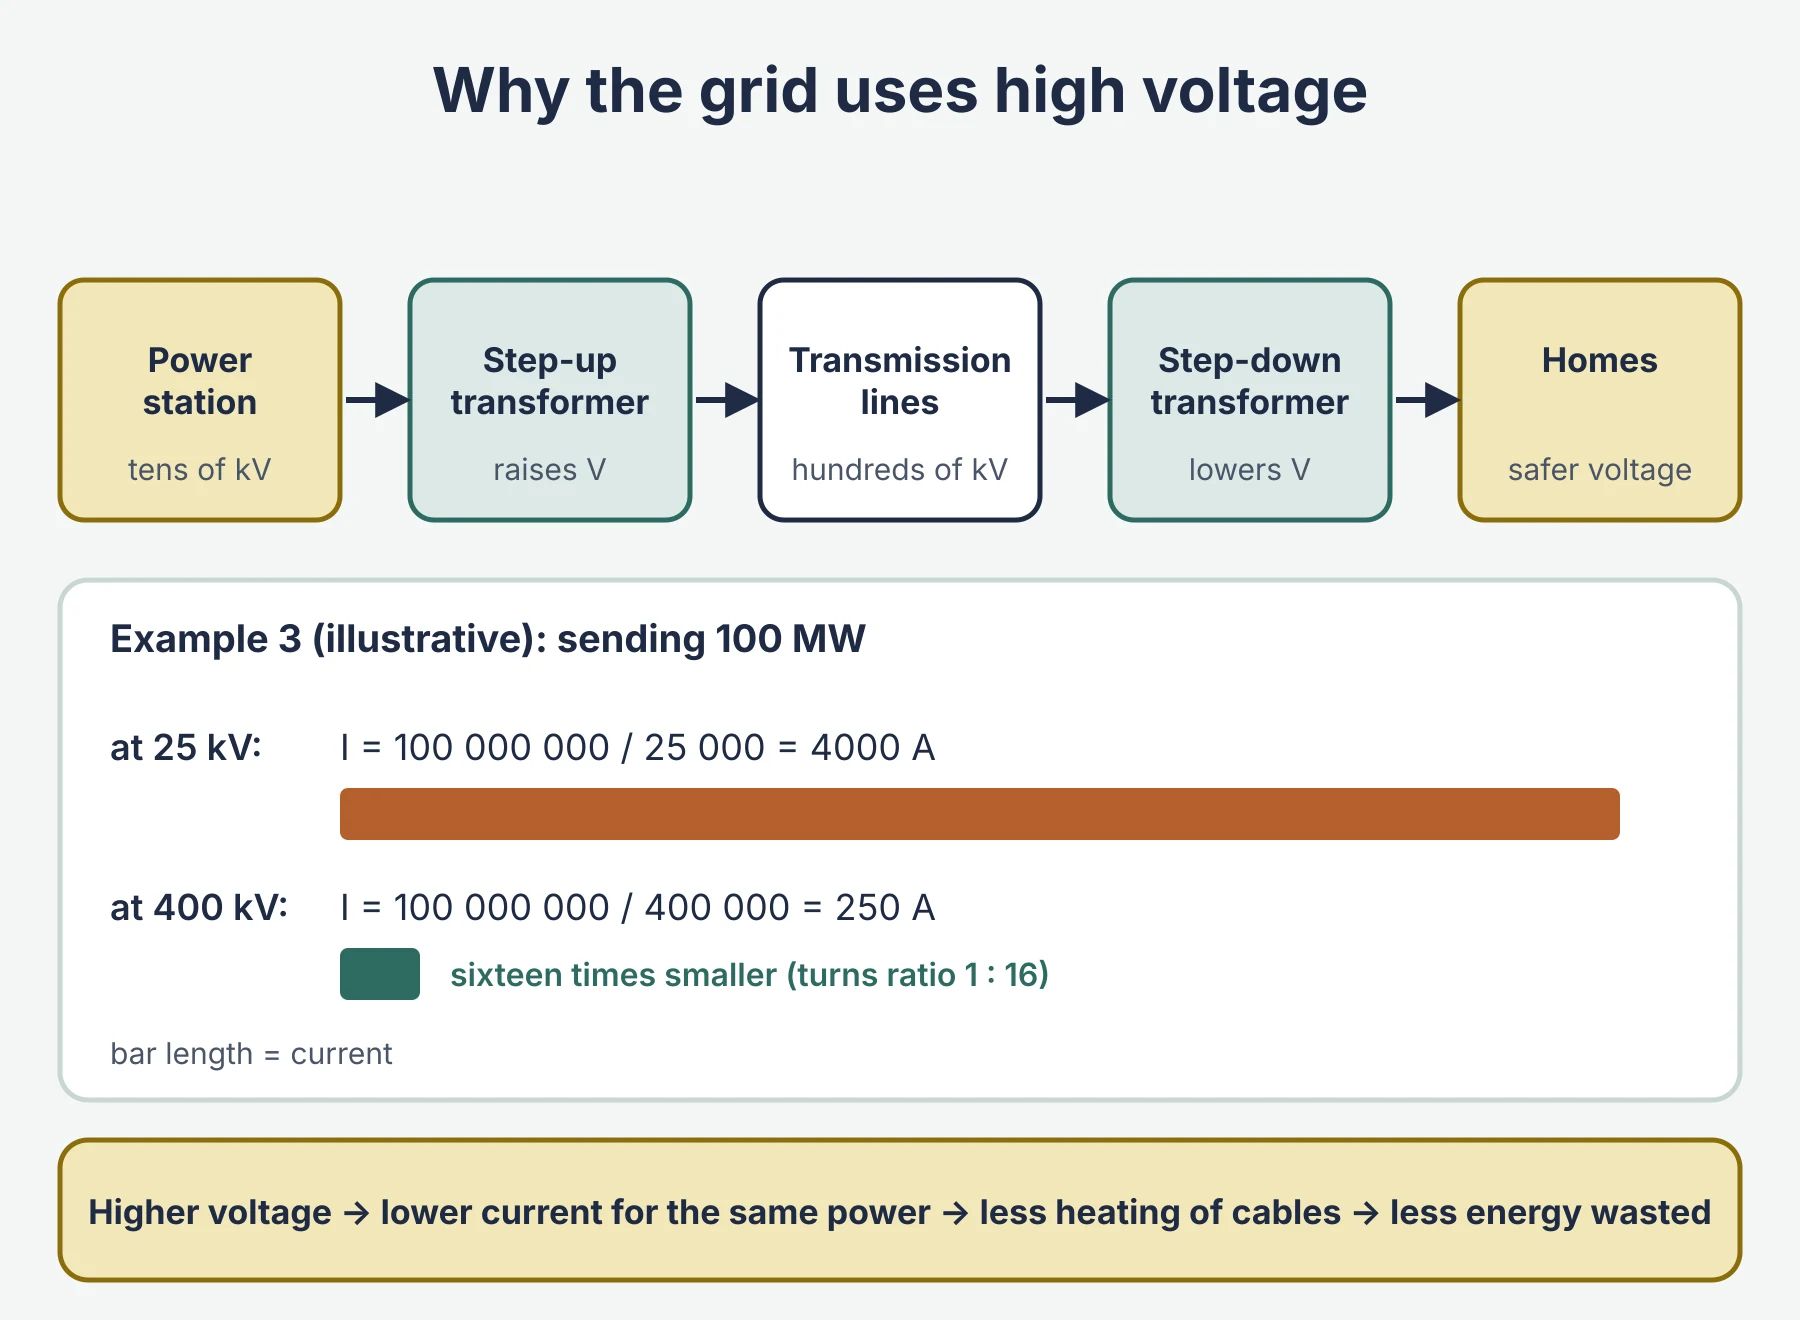 Why the grid uses high voltage
Power
station
tens of kV
Step-up
transformer
raises V
Transmission
lines
hundreds of kV
Step-down
transformer
lowers V
Homes
safer voltage
Example 3 (illustrative): sending 100 MW
at 25 kV:
I = 100 000 000 / 25 000 = 4000 A
at 400 kV:
I = 100 000 000 / 400 000 = 250 A
sixteen times smaller (turns ratio 1 : 16)
bar length = current
Higher voltage → lower current for the same power → less heating of cables → less energy wasted